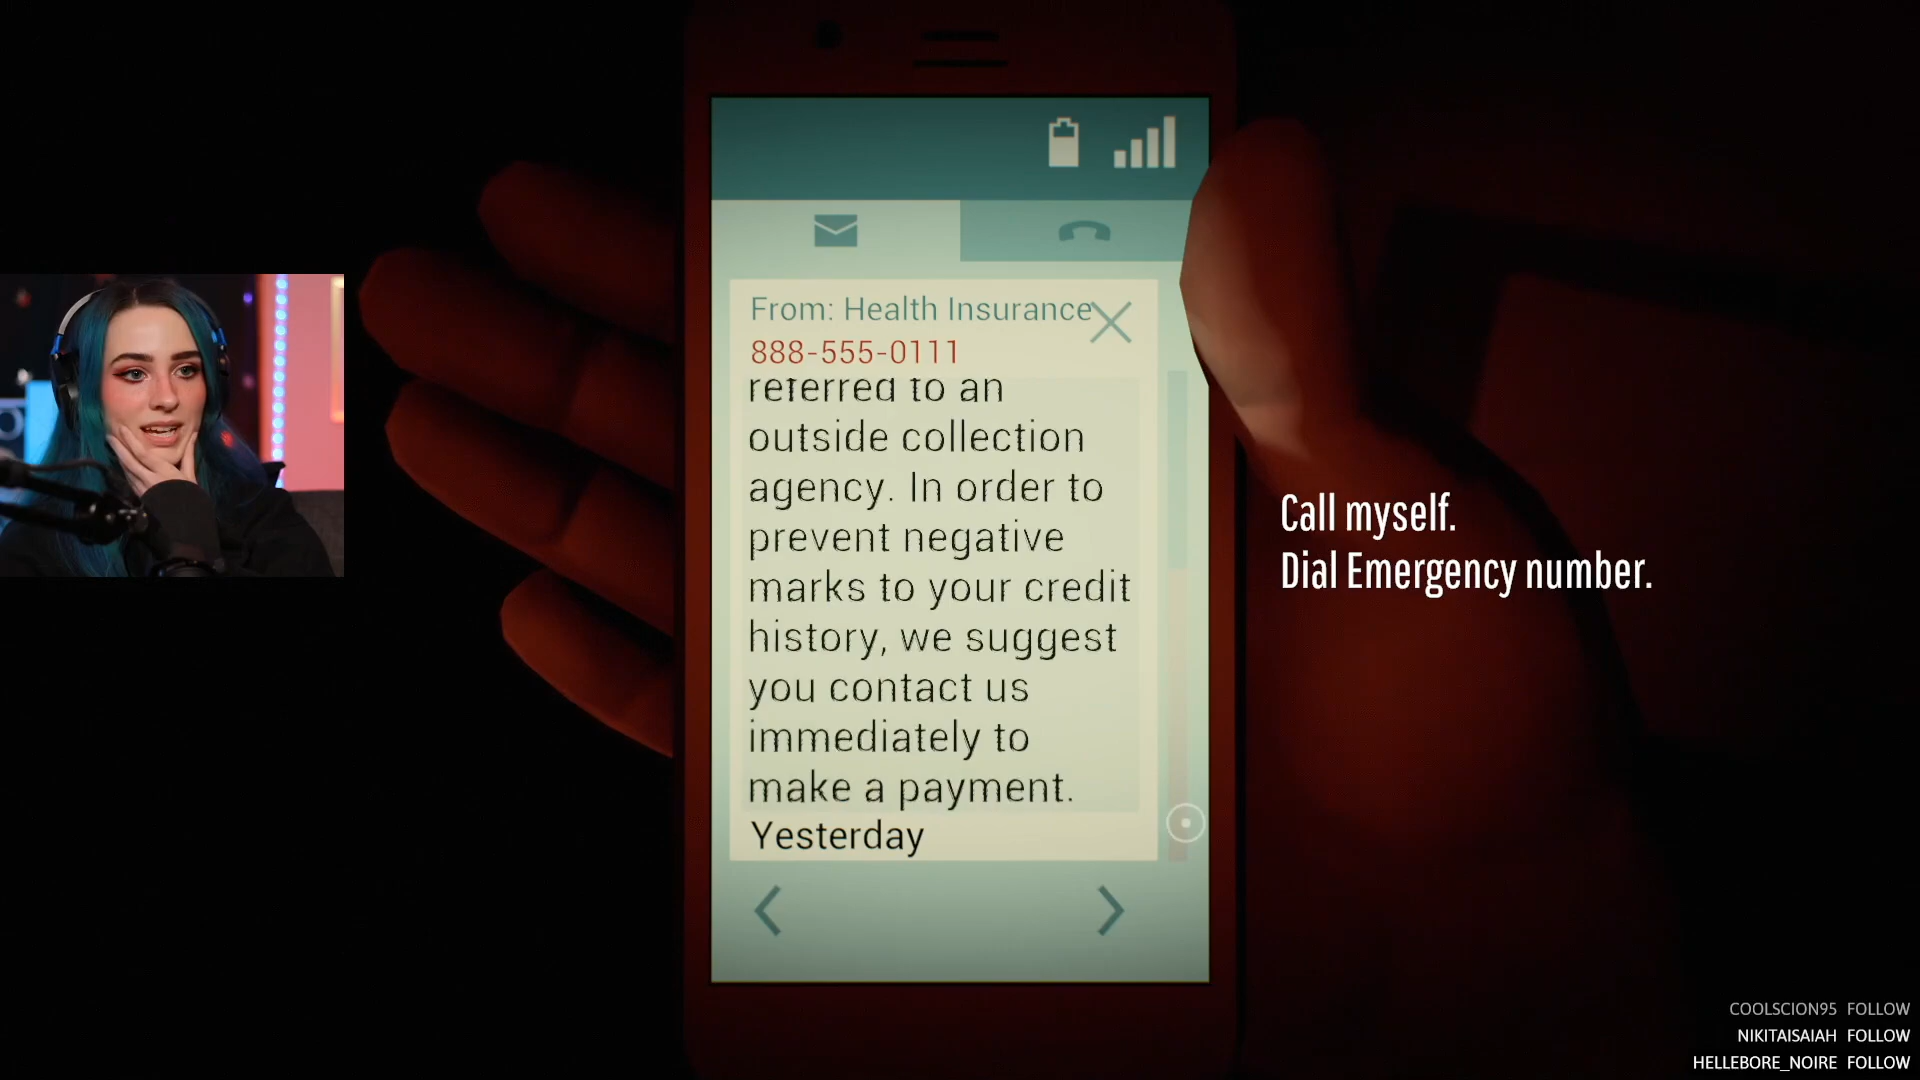 From: Health Insurance
888-555-0111
referred to an
outside collection
agency. In order to
prevent negative
marks to your credit
history, we suggest
you contact us
immediately to
make a payment.
Yesterday
Call myself.
Dial Emergency number.
COOLSCION95 FOLLOW
NIKITAISAIAH FOLLOW
HELLEBORE_NOIRE FOLLOW